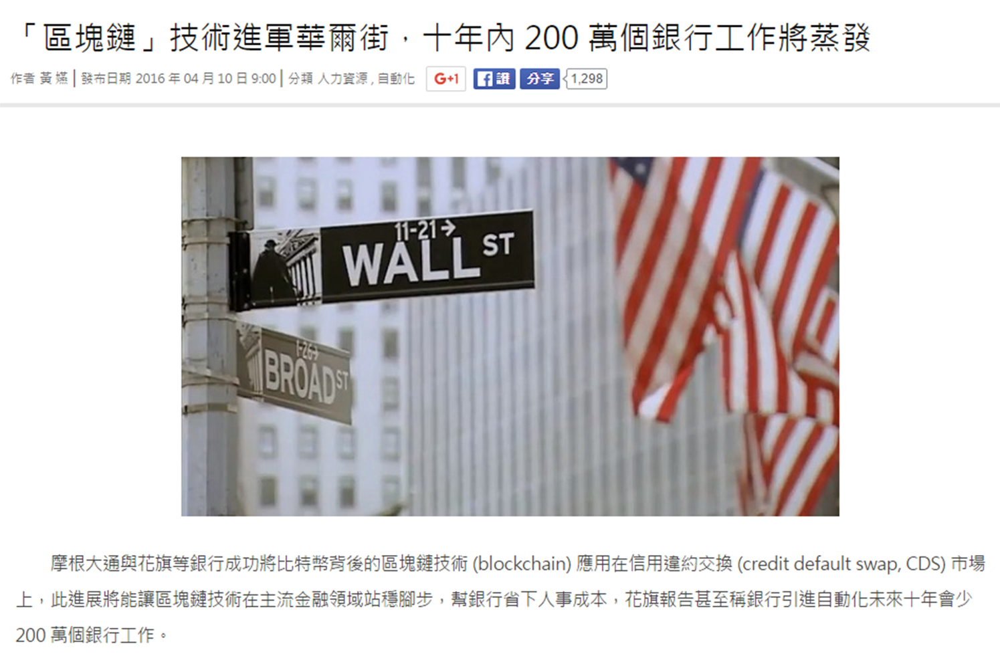 「區塊鏈」技術進軍華爾街，十年內 200 萬個銀行工作將蒸發
作者 黃 嬿 | 發布日期 2016 年 04 月 10 日 9:00 | 分類 人力資源 , 自動化 G+1 讚 分享 1,298
11-21→
WALL ST
1-26→
BROAD ST
摩根大通與花旗等銀行成功將比特幣背後的區塊鏈技術 (blockchain) 應用在信用違約交換 (credit default swap, CDS) 市場
上，此進展將能讓區塊鏈技術在主流金融領域站穩腳步，幫銀行省下人事成本，花旗報告甚至稱銀行引進自動化未來十年會少
200 萬個銀行工作。